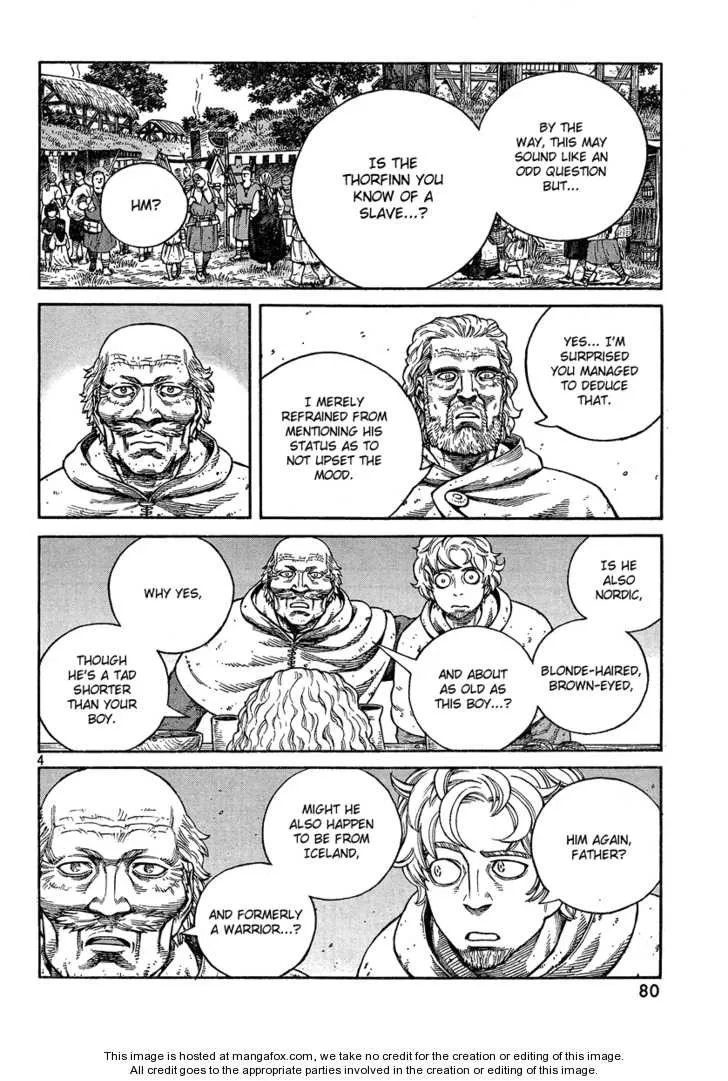 BY THE
WAY, THIS MAY
SOUND LIKE AN
ODD QUESTION
BUT...
IS THE
THORFINN YOU
KNOW OF A
SLAVE...?
HM?
YES... I'M
SURPRISED
YOU MANAGED
TO DEDUCE
THAT.
I MERELY
REFRAINED FROM
MENTIONING HIS
STATUS AS TO
NOT UPSET THE
MOOD.
IS HE
ALSO
NORDIC,
BLONDE-HAIRED,
BROWN-EYED,
AND ABOUT
AS OLD AS
THIS BOY...?
WHY YES,
THOUGH
HE'S A TAD
SHORTER
THAN YOUR
BOY.
4
HIM AGAIN,
FATHER?
MIGHT HE
ALSO HAPPEN
TO BE FROM
ICELAND,
AND FORMERLY
A WARRIOR...?
80
This image is hosted at mangafox.com, we take no credit for the creation or editing of this image.
All credit goes to the appropriate parties involved in the creation or editing of this image.